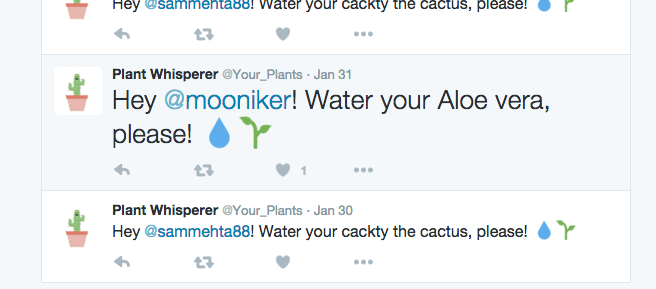 Hey @sammehta88! Water your cackty the cactus, please! 💧🌱
Plant Whisperer @Your_Plants · Jan 31
Hey @mooniker! Water your Aloe vera,
please! 💧🌱
1
Plant Whisperer @Your_Plants · Jan 30
Hey @sammehta88! Water your cackty the cactus, please! 💧🌱